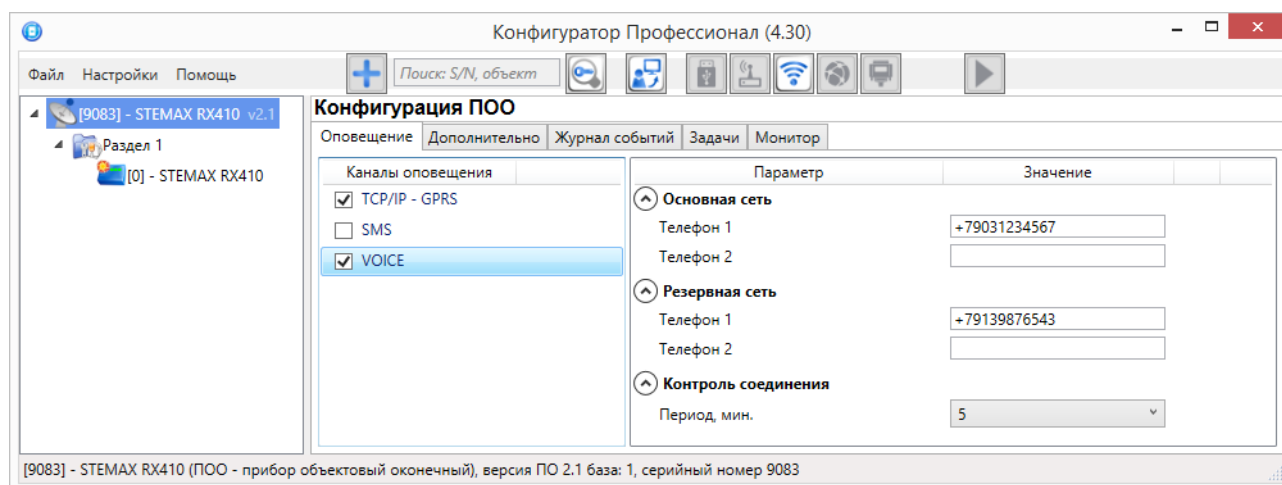 Конфигуратор Профессионал (4.30)
Файл Настройки Помощь Поиск: S/N, объект
[9083] - STEMAX RX410 v2.1
Раздел 1
[0] - STEMAX RX410
Конфигурация ПОО
Оповещение Дополнительно Журнал событий Задачи Монитор
Каналы оповещения
TCP/IP - GPRS
SMS
VOICE
Параметр Значение
Основная сеть
Телефон 1 +79031234567
Телефон 2
Резервная сеть
Телефон 1 +79139876543
Телефон 2
Контроль соединения
Период, мин. 5
[9083] - STEMAX RX410 (ПОО - прибор объектовый оконечный), версия ПО 2.1 база: 1, серийный номер 9083